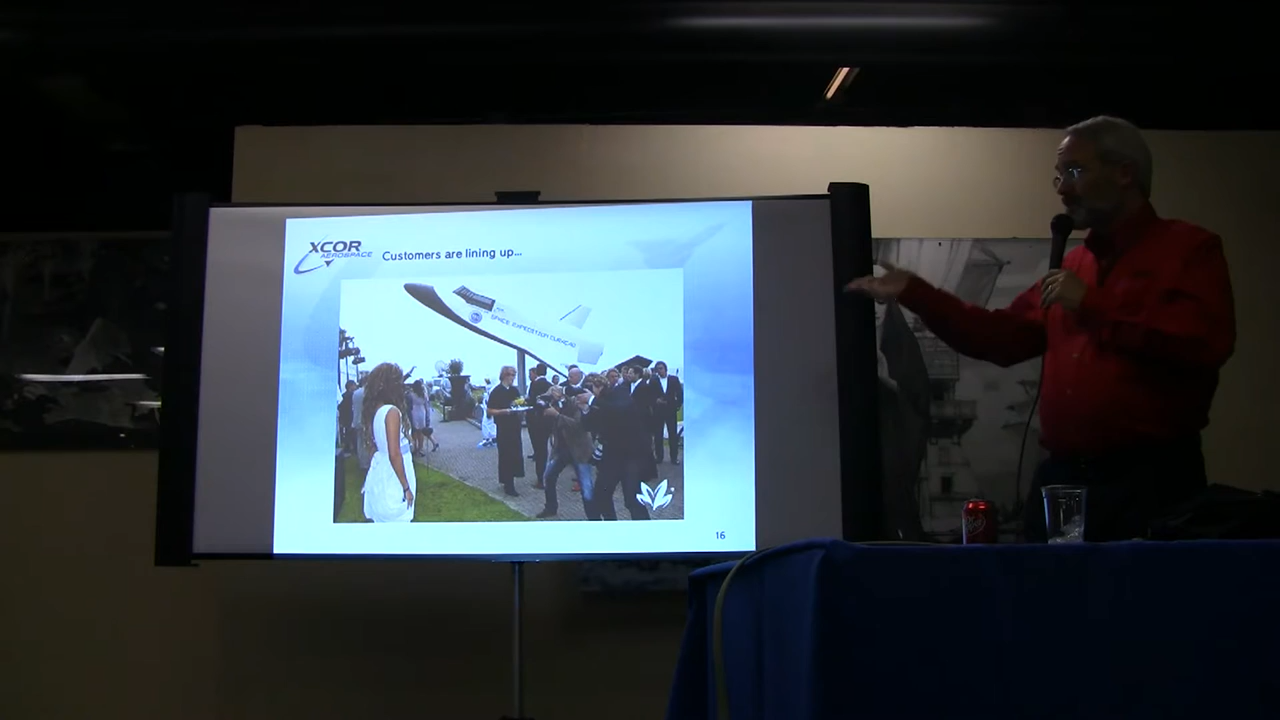 XCOR
AEROSPACE
Customers are lining up...
SPACE EXPEDITION CURAÇAO
16